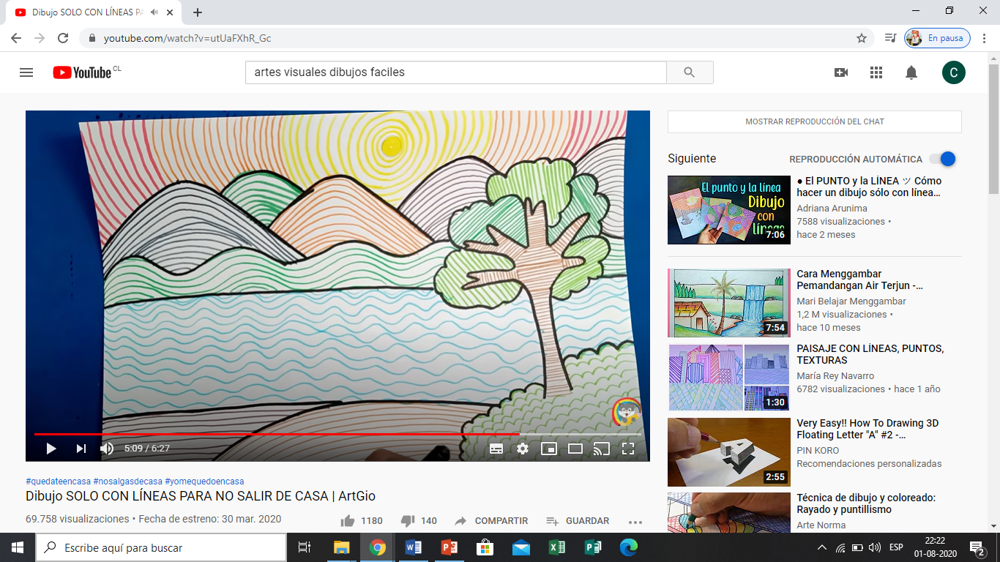 Dibujo SOLO CON LÍNEAS PA
youtube.com/watch?v=utUaFXhR_Gc
En pausa
YouTube CL
artes visuales dibujos faciles
C
MOSTRAR REPRODUCCIÓN DEL CHAT
Siguiente
REPRODUCCIÓN AUTOMÁTICA
El punto y la línea
Dibujo
con
líneas
7:06
● El PUNTO y la LÍNEA ツ Cómo
hacer un dibujo sólo con línea...
Adriana Arunima
7588 visualizaciones •
hace 2 meses
7:54
Cara Menggambar
Pemandangan Air Terjun -...
Mari Belajar Menggambar
1,2 M visualizaciones •
hace 10 meses
1:30
PAISAJE CON LÍNEAS, PUNTOS,
TEXTURAS
María Rey Navarro
6782 visualizaciones • hace 1 año
2:55
Very Easy!! How To Drawing 3D
Floating Letter "A" #2 -...
PIN KORO
Recomendaciones personalizadas
Técnica de dibujo y coloreado:
Rayado y puntillismo
Arte Norma
5:09 / 6:27
#quedateencasa #nosalgasdecasa #yomequedoencasa
Dibujo SOLO CON LÍNEAS PARA NO SALIR DE CASA | ArtGio
69.758 visualizaciones • Fecha de estreno: 30 mar. 2020
1180
140
COMPARTIR
GUARDAR
Escribe aquí para buscar
ESP
22:22
01-08-2020
2